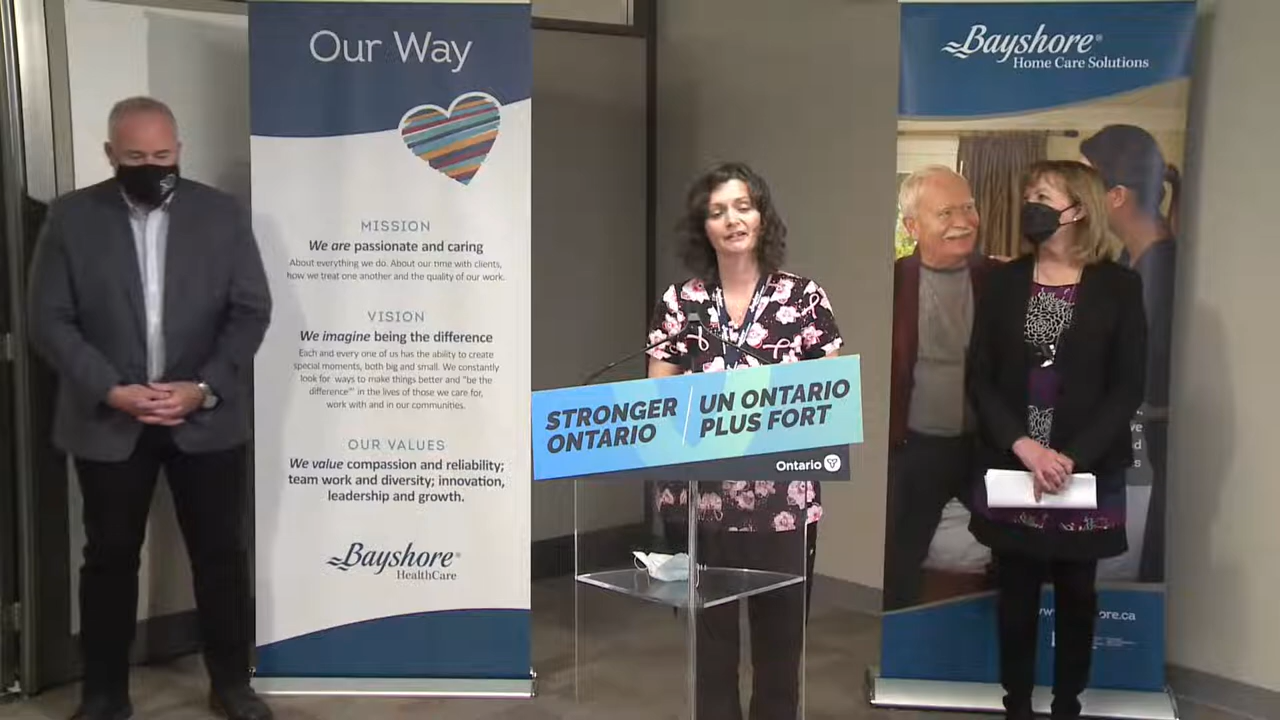 Our Way
MISSION
We are passionate and caring
About everything we do. About our time with clients,
how we treat one another and the quality of our work.
VISION
We imagine being the difference
Each and every one of us has the ability to create
special moments, both big and small. We constantly
look for ways to make things better and "be the
difference" in the lives of those we care for,
work with and in our communities.
OUR VALUES
We value compassion and reliability;
team work and diversity; innovation,
leadership and growth.
Bayshore®
HealthCare
STRONGER
ONTARIO
UN ONTARIO
PLUS FORT
Ontario
Bayshore®
Home Care Solutions